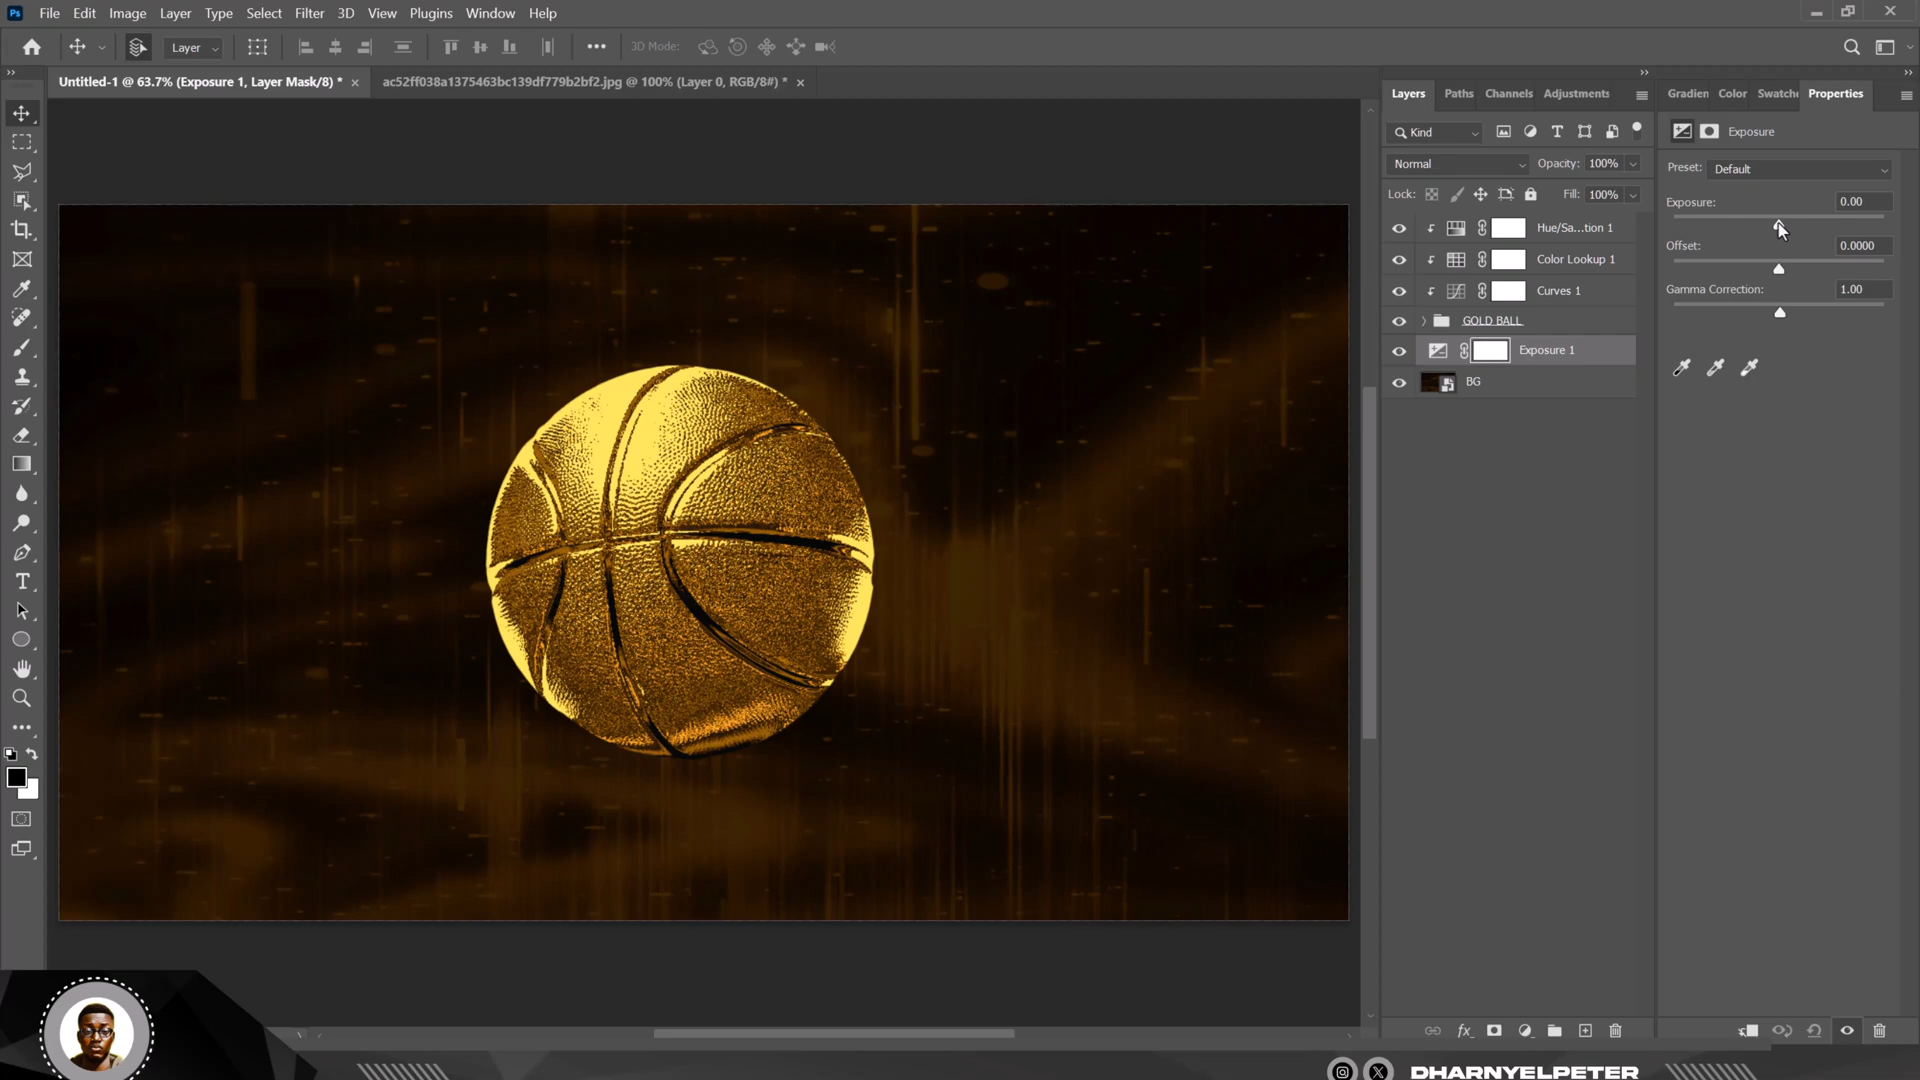 Ps File Edit Image Layer Type Select Filter 3D View Plugins Window Help
Layer 3D Mode:
Untitled-1 @ 63.7% (Exposure 1, Layer Mask/8) * ac52ff038a1375463bc139df779b2bf2.jpg @ 100% (Layer 0, RGB/8#) *
Layers Paths Channels Adjustments
Kind
Normal Opacity: 100%
Lock: Fill: 100%
Hue/Sa...tion 1
Color Lookup 1
Curves 1
GOLD BALL
Exposure 1
BG
fx
Gradien Color Swatche Properties
Exposure
Preset: Default
Exposure: 0.00
Offset: 0.0000
Gamma Correction: 1.00
DHARNYELPETER